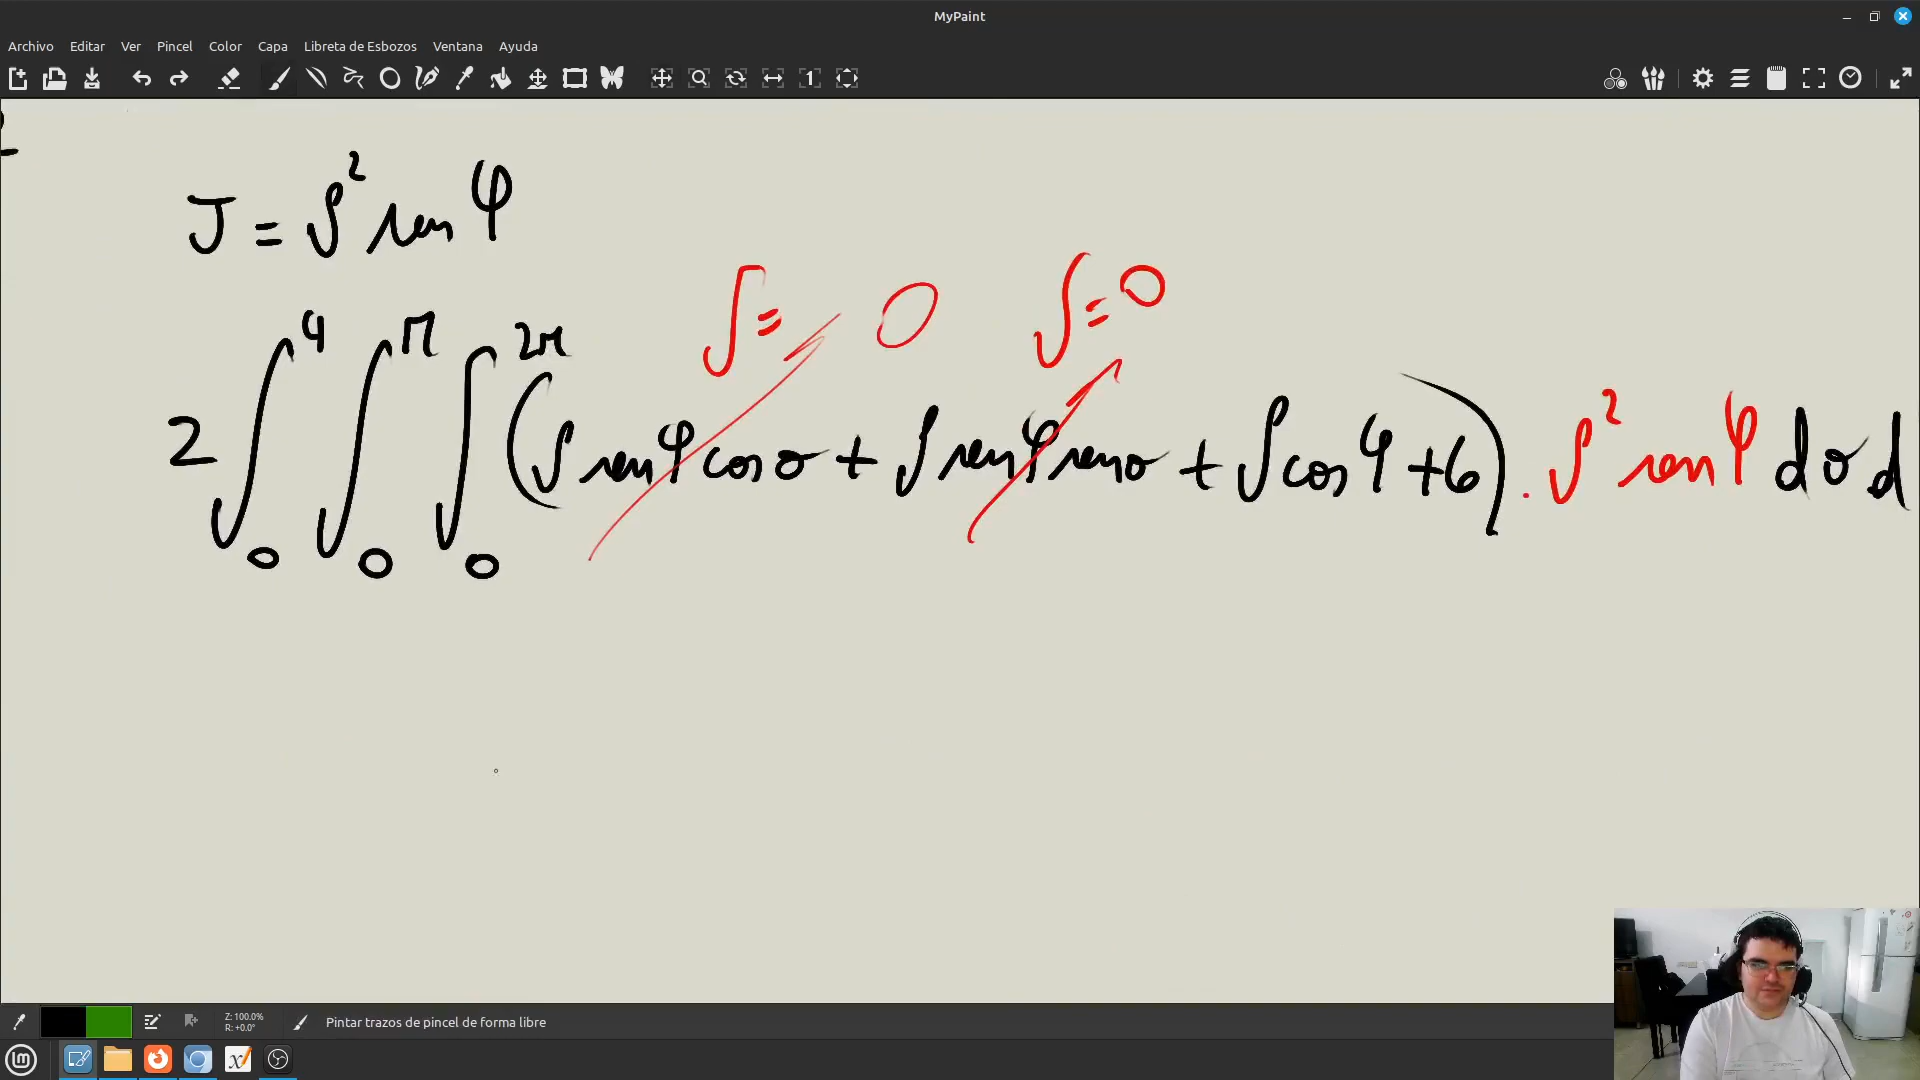 MyPaint
Archivo Editar Ver Pincel Color Capa Libreta de Esbozos Ventana Ayuda
J = ρ² sen φ
∫ = 0 ∫ = 0
2 ∫₀⁴ ∫₀^π ∫₀^2π (ρ sen φ cos θ + ρ sen φ sen θ + ρ cos φ + 6) . ρ² sen φ dθ d
Z: 100.0%
R: +0.0°
Pintar trazos de pincel de forma libre